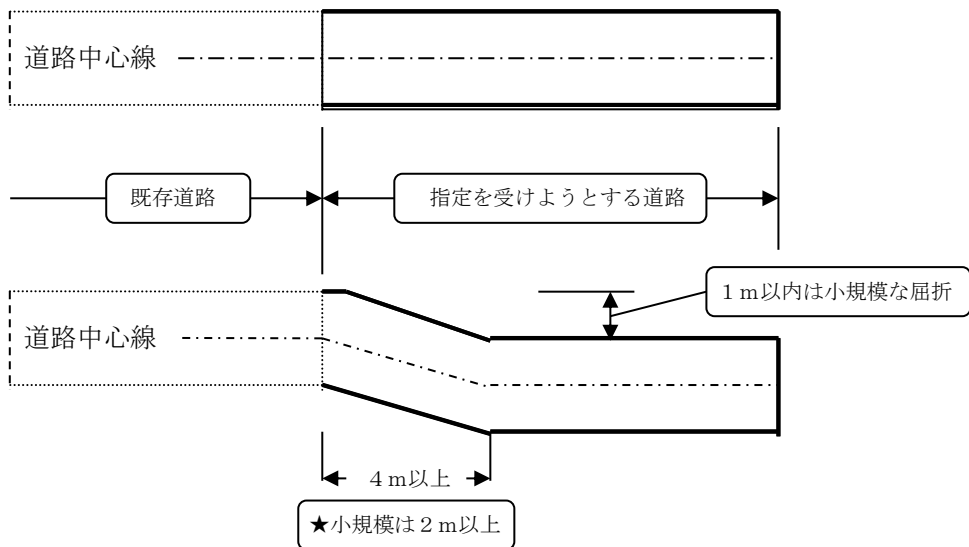 道路中心線
既存道路
指定を受けようとする道路
１ｍ以内は小規模な屈折
道路中心線
４ｍ以上
★小規模は２ｍ以上